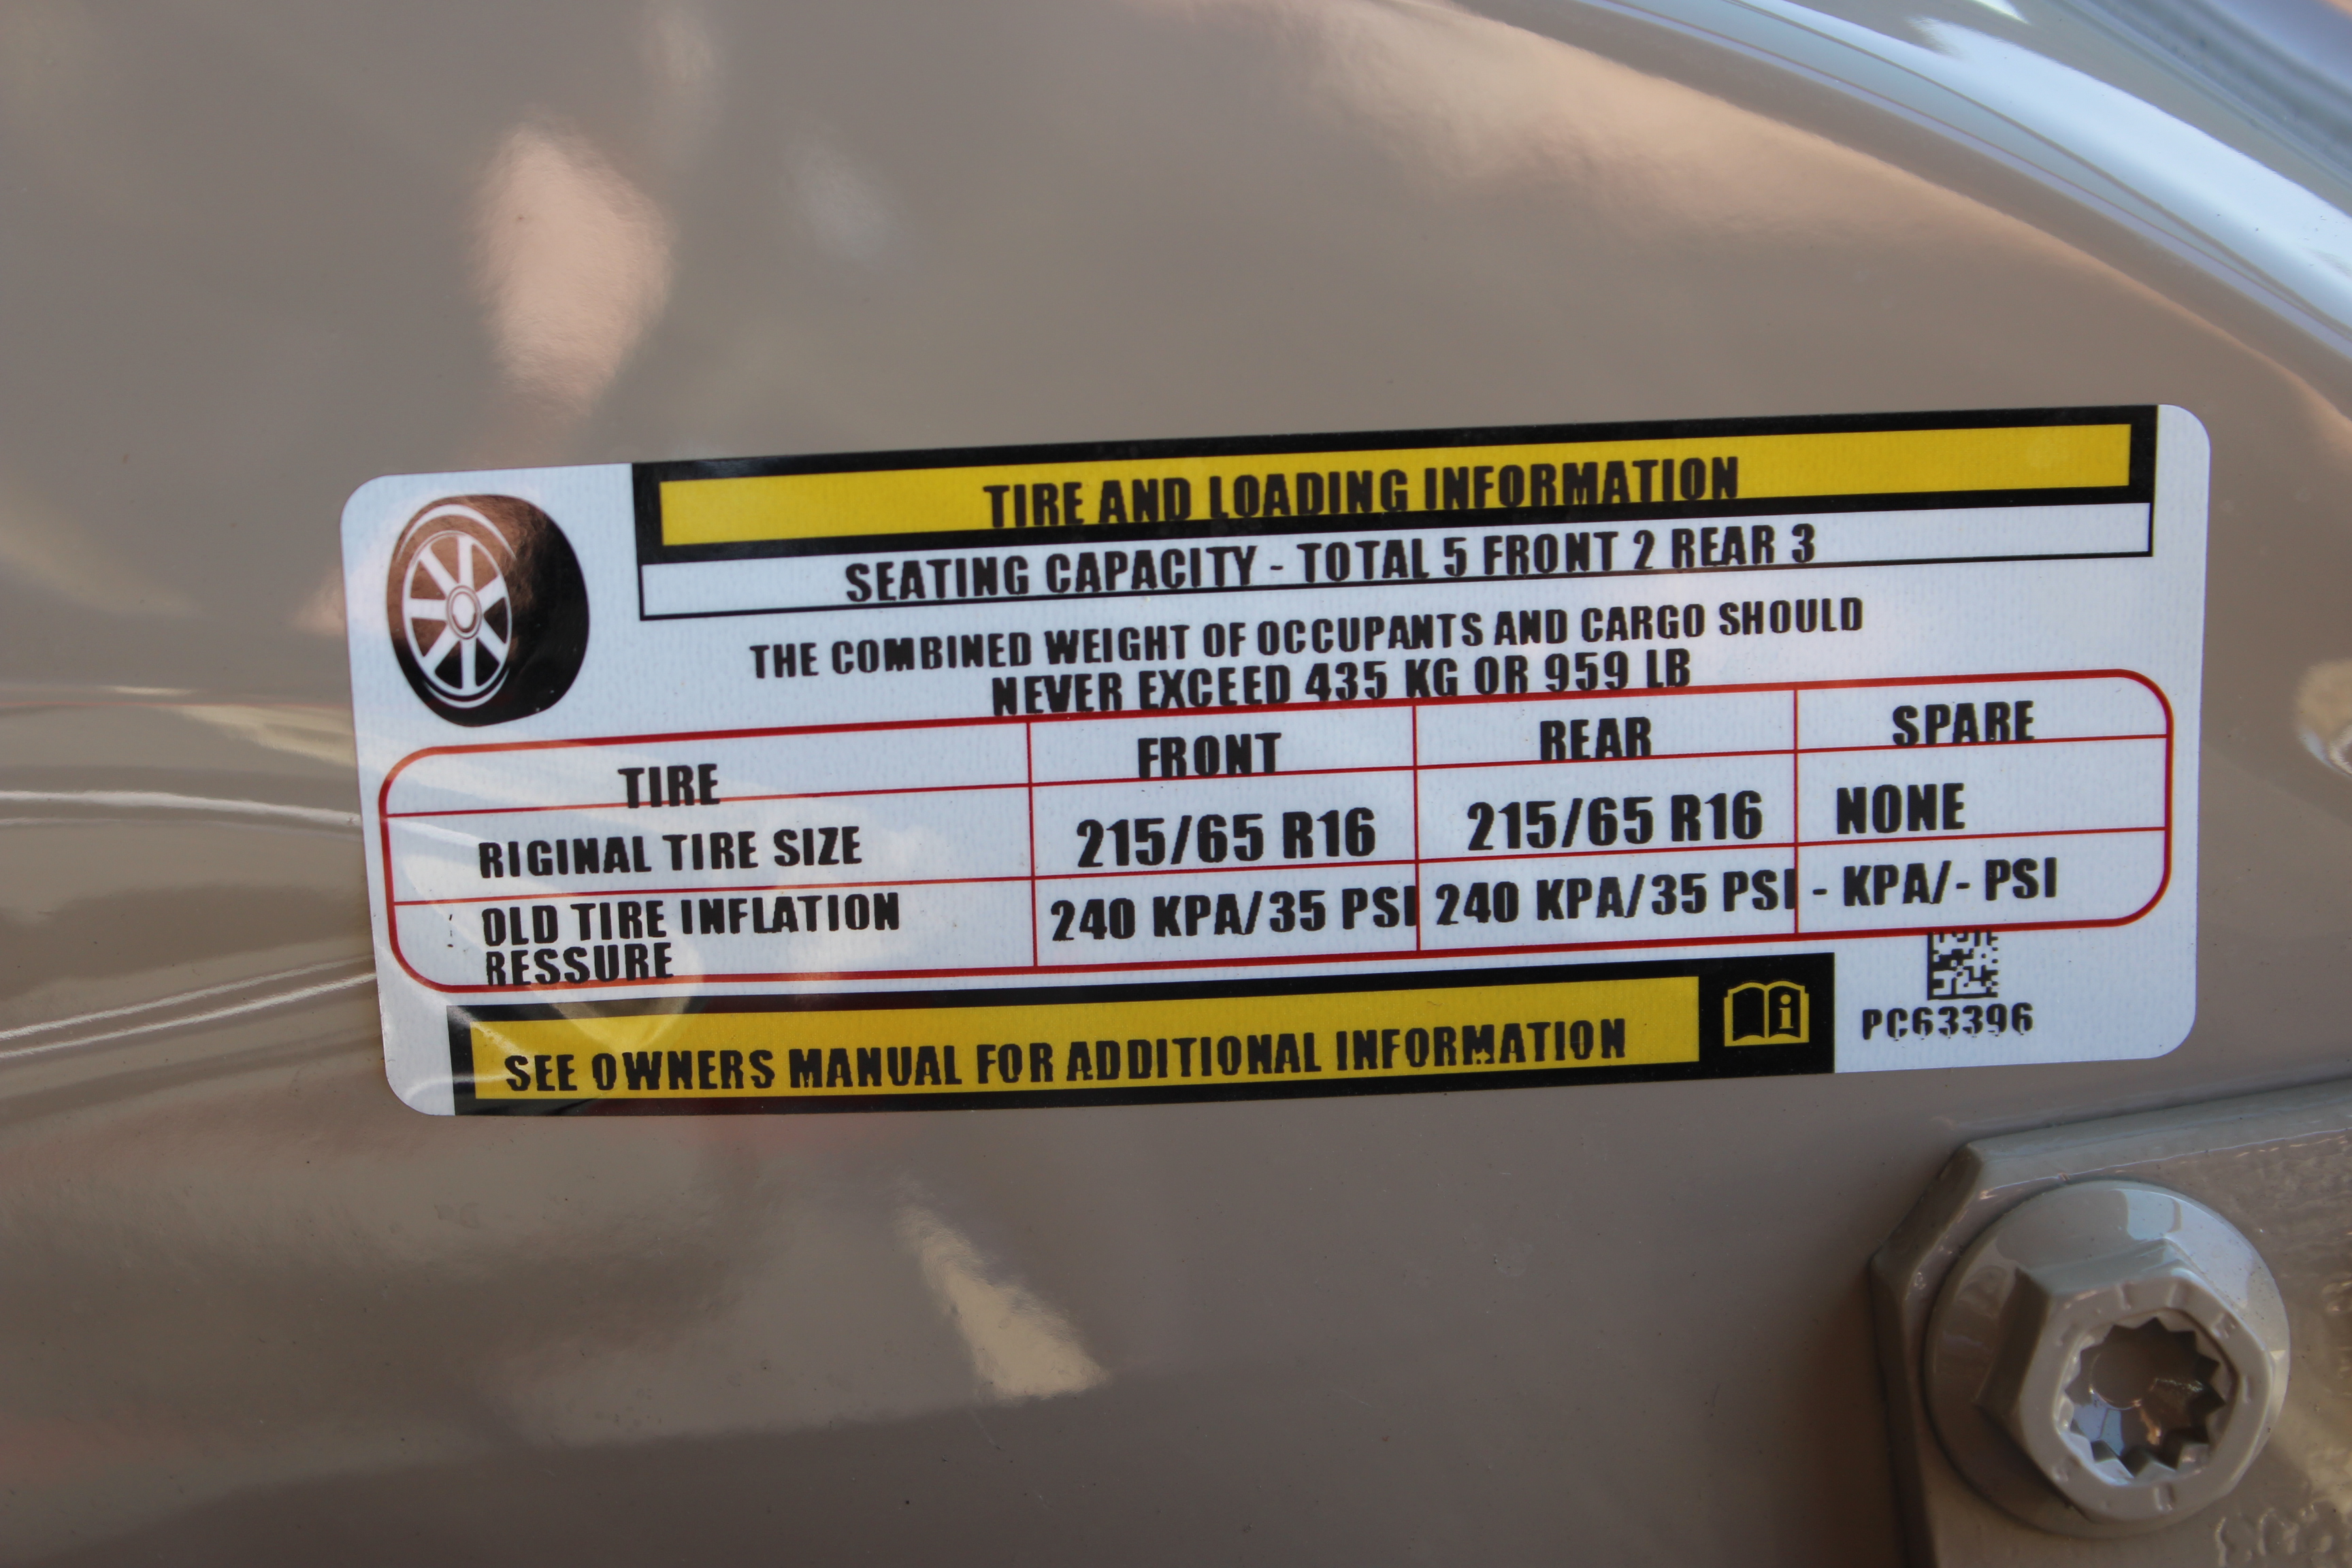 TIRE AND LOADING INFORMATION
SEATING CAPACITY - TOTAL 5 FRONT 2 REAR 3
THE COMBINED WEIGHT OF OCCUPANTS AND CARGO SHOULD
NEVER EXCEED 435 KG OR 959 LB
TIRE FRONT REAR SPARE
RIGINAL TIRE SIZE 215/65 R16 215/65 R16 NONE
OLD TIRE INFLATION
RESSURE 240 KPA/35 PSI 240 KPA/35 PSI - KPA/- PSI
SEE OWNERS MANUAL FOR ADDITIONAL INFORMATION
PC63396